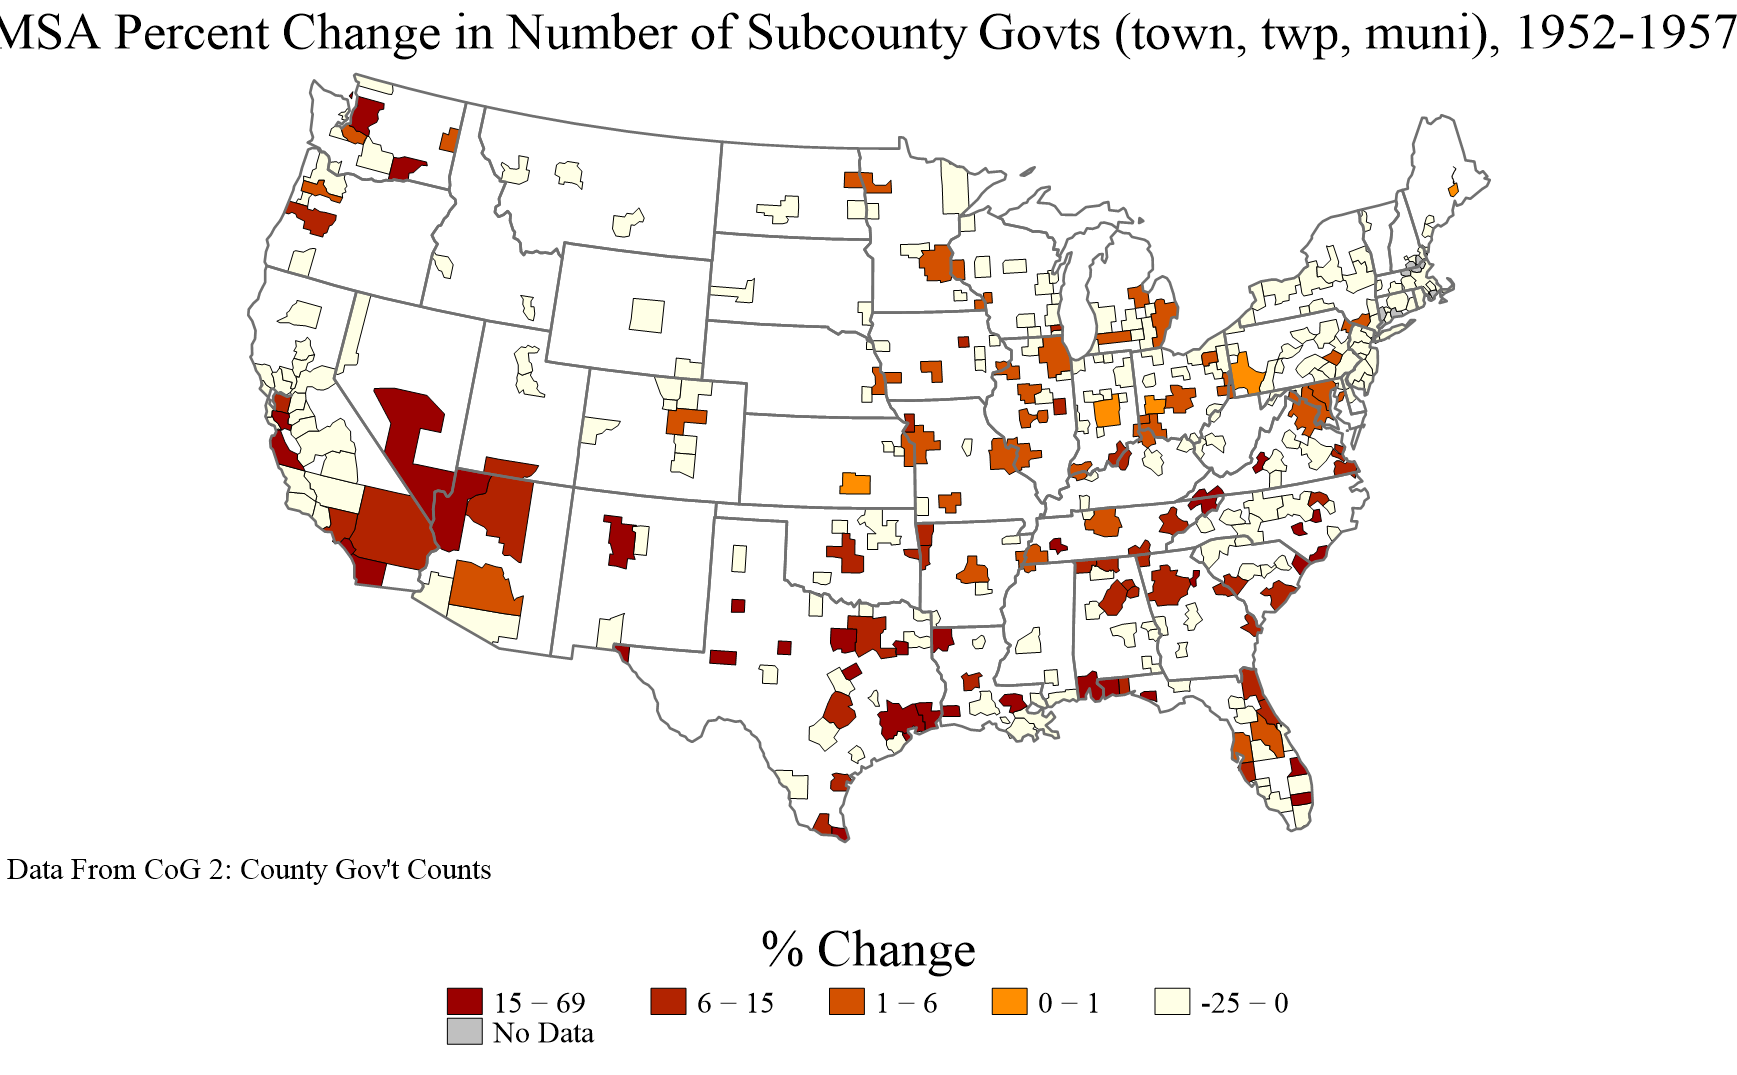 MSA Percent Change in Number of Subcounty Govts (town, twp, muni), 1952-1957
Data From CoG 2: County Gov't Counts
% Change
15 – 69
6 – 15
1 – 6
0 – 1
-25 – 0
No Data